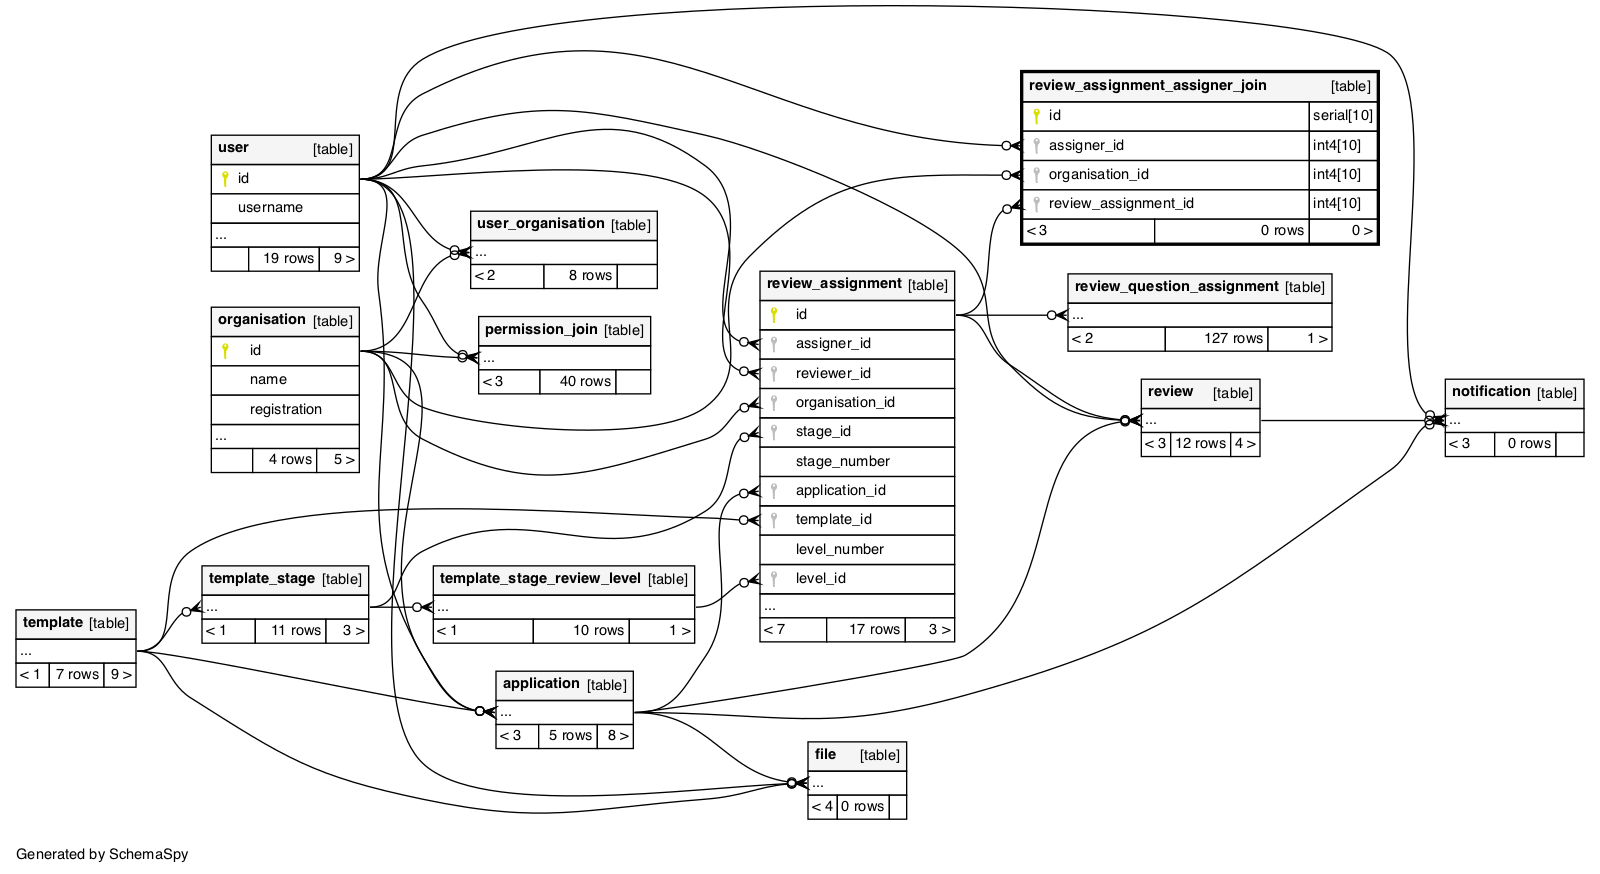 review_assignment_assigner_join [table]
id serial[10]
assigner_id int4[10]
organisation_id int4[10]
review_assignment_id int4[10]
< 3 0 rows 0 >
user [table]
id
username
...
19 rows 9 >
user_organisation [table]
...
< 2 8 rows
organisation [table]
id
name
registration
...
4 rows 5 >
permission_join [table]
...
< 3 40 rows
review_assignment [table]
id
assigner_id
reviewer_id
organisation_id
stage_id
stage_number
application_id
template_id
level_number
level_id
...
< 7 17 rows 3 >
review_question_assignment [table]
...
< 2 127 rows 1 >
review [table]
...
< 3 12 rows 4 >
notification [table]
...
< 3 0 rows
template_stage [table]
...
< 1 11 rows 3 >
template_stage_review_level [table]
...
< 1 10 rows 1 >
template [table]
...
< 1 7 rows 9 >
application [table]
...
< 3 5 rows 8 >
file [table]
...
< 4 0 rows
Generated by SchemaSpy